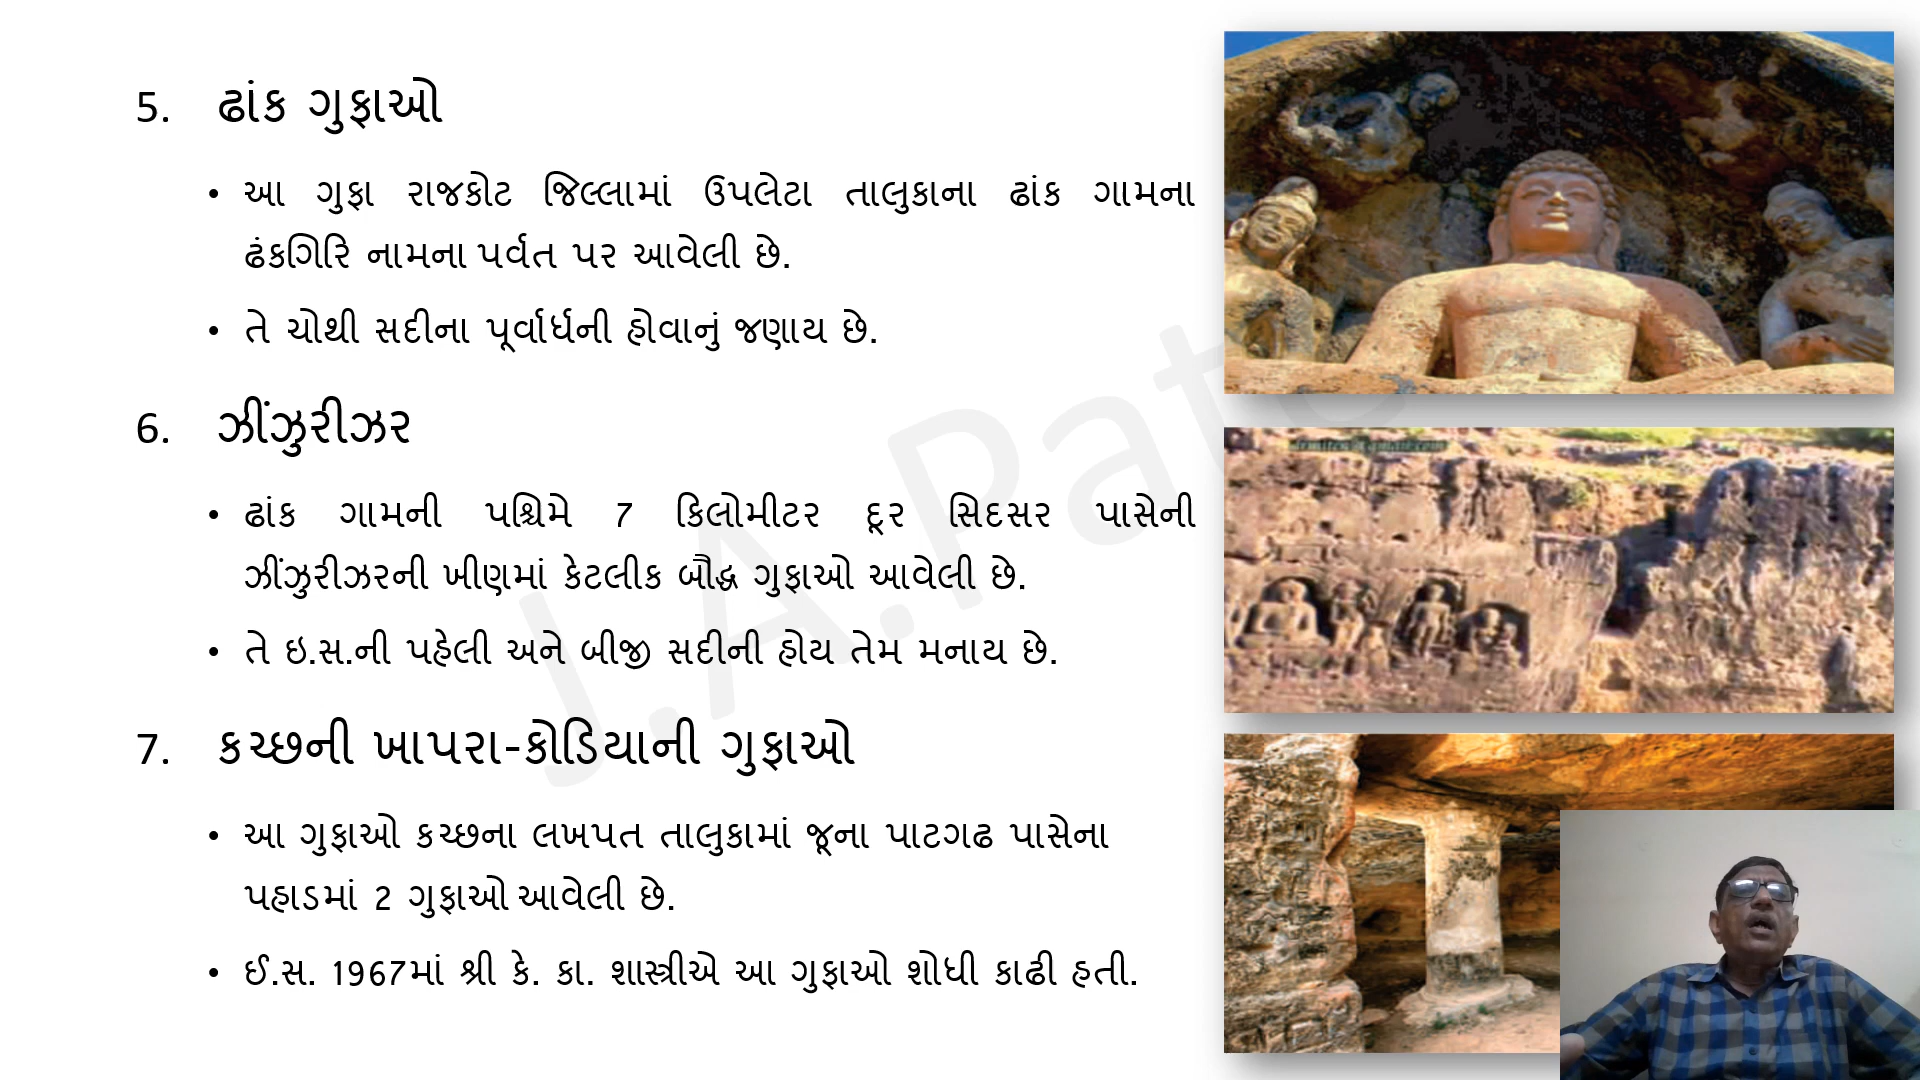 5. ઢાંક ગુફાઓ
• આ ગુફા રાજકોટ જિલ્લામાં ઉપલેટા તાલુકાના ઢાંક ગામના
ઢંકગિરિ નામના પર્વત પર આવેલી છે.
• તે ચોથી સદીના પૂર્વાર્ધની હોવાનું જણાય છે.
6. ઝીંઝુરીઝર
• ઢાંક ગામની પશ્ચિમે 7 કિલોમીટર દૂર સિદસર પાસેની
ઝીંઝુરીઝરની ખીણમાં કેટલીક બૌદ્ધ ગુફાઓ આવેલી છે.
• તે ઇ.સ.ની પહેલી અને બીજી સદીની હોય તેમ મનાય છે.
7. કચ્છની ખાપરા-કોડિયાની ગુફાઓ
• આ ગુફાઓ કચ્છના લખપત તાલુકામાં જૂના પાટગઢ પાસેના
પહાડમાં 2 ગુફાઓ આવેલી છે.
• ઈ.સ. 1967માં શ્રી કે. કા. શાસ્ત્રીએ આ ગુફાઓ શોધી કાઢી હતી.
J.A.Pate